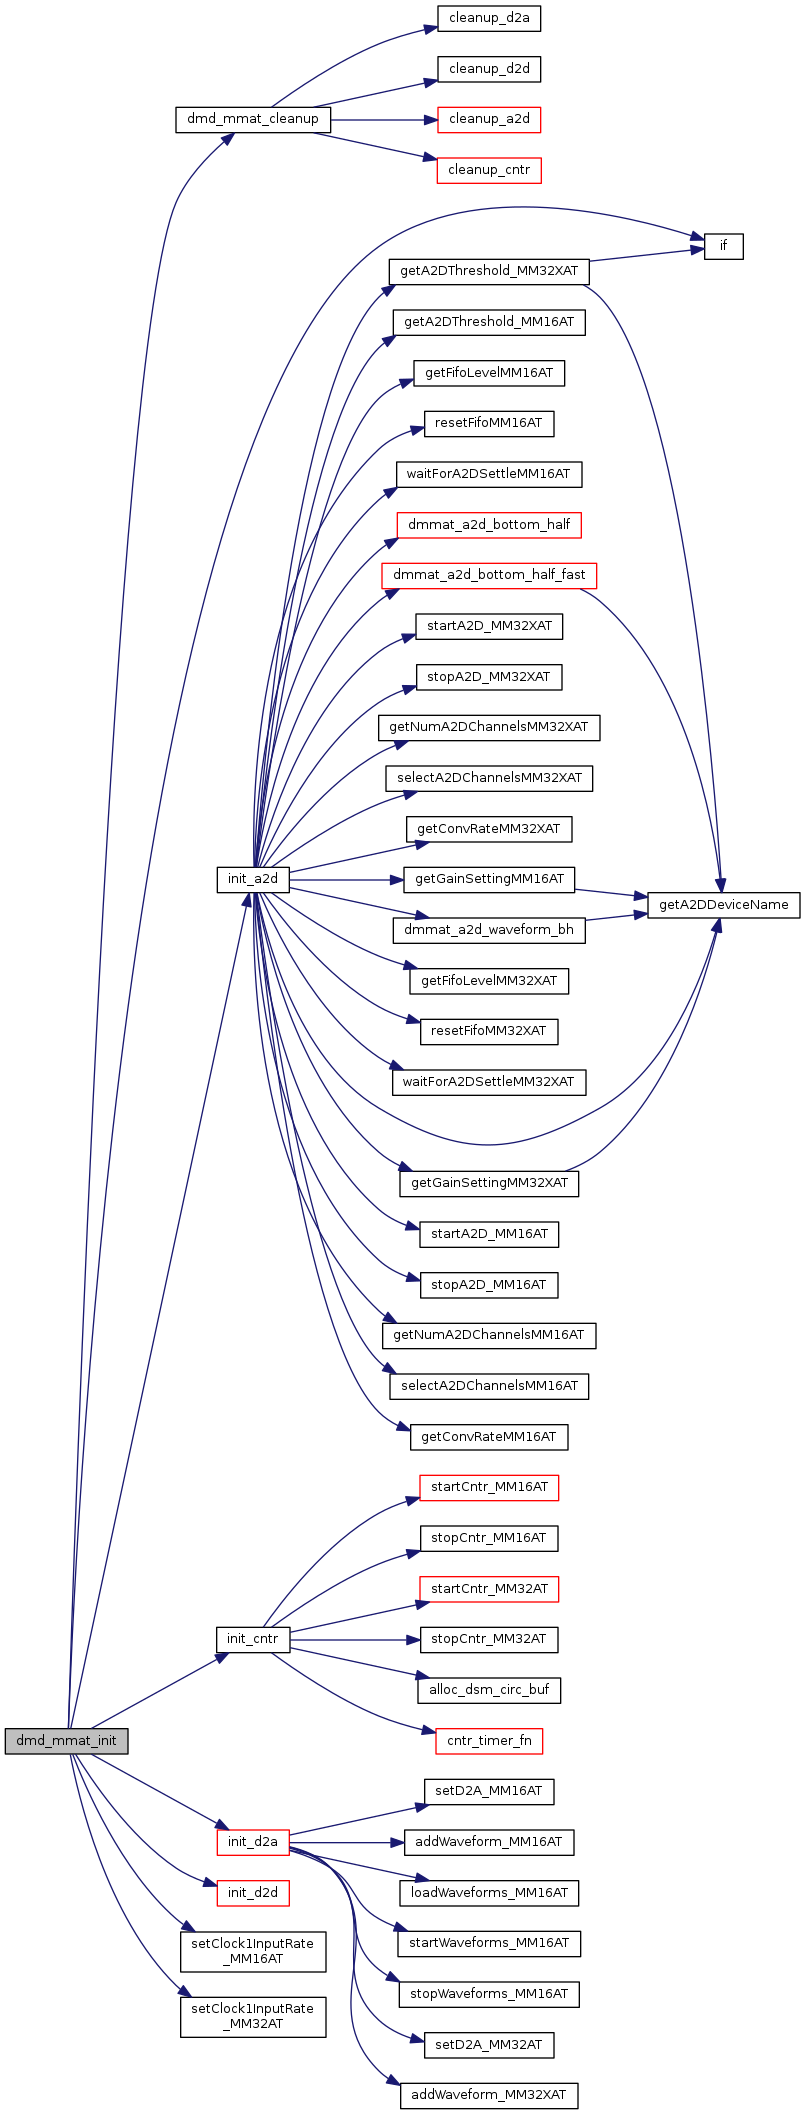 cleanup_d2a
cleanup_d2d
dmd_mmat_cleanup
cleanup_a2d
cleanup_cntr
if
getA2DThreshold_MM32XAT
getA2DThreshold_MM16AT
getFifoLevelMM16AT
resetFifoMM16AT
waitForA2DSettleMM16AT
dmmat_a2d_bottom_half
dmmat_a2d_bottom_half_fast
startA2D_MM32XAT
stopA2D_MM32XAT
getNumA2DChannelsMM32XAT
selectA2DChannelsMM32XAT
getConvRateMM32XAT
init_a2d
getGainSettingMM16AT
getA2DDeviceName
dmmat_a2d_waveform_bh
getFifoLevelMM32XAT
resetFifoMM32XAT
waitForA2DSettleMM32XAT
getGainSettingMM32XAT
startA2D_MM16AT
stopA2D_MM16AT
getNumA2DChannelsMM16AT
selectA2DChannelsMM16AT
getConvRateMM16AT
startCntr_MM16AT
stopCntr_MM16AT
startCntr_MM32AT
init_cntr
stopCntr_MM32AT
alloc_dsm_circ_buf
cntr_timer_fn
dmd_mmat_init
setD2A_MM16AT
init_d2a
addWaveform_MM16AT
loadWaveforms_MM16AT
init_d2d
startWaveforms_MM16AT
setClock1InputRate
_MM16AT
stopWaveforms_MM16AT
setClock1InputRate
_MM32AT
setD2A_MM32AT
addWaveform_MM32XAT